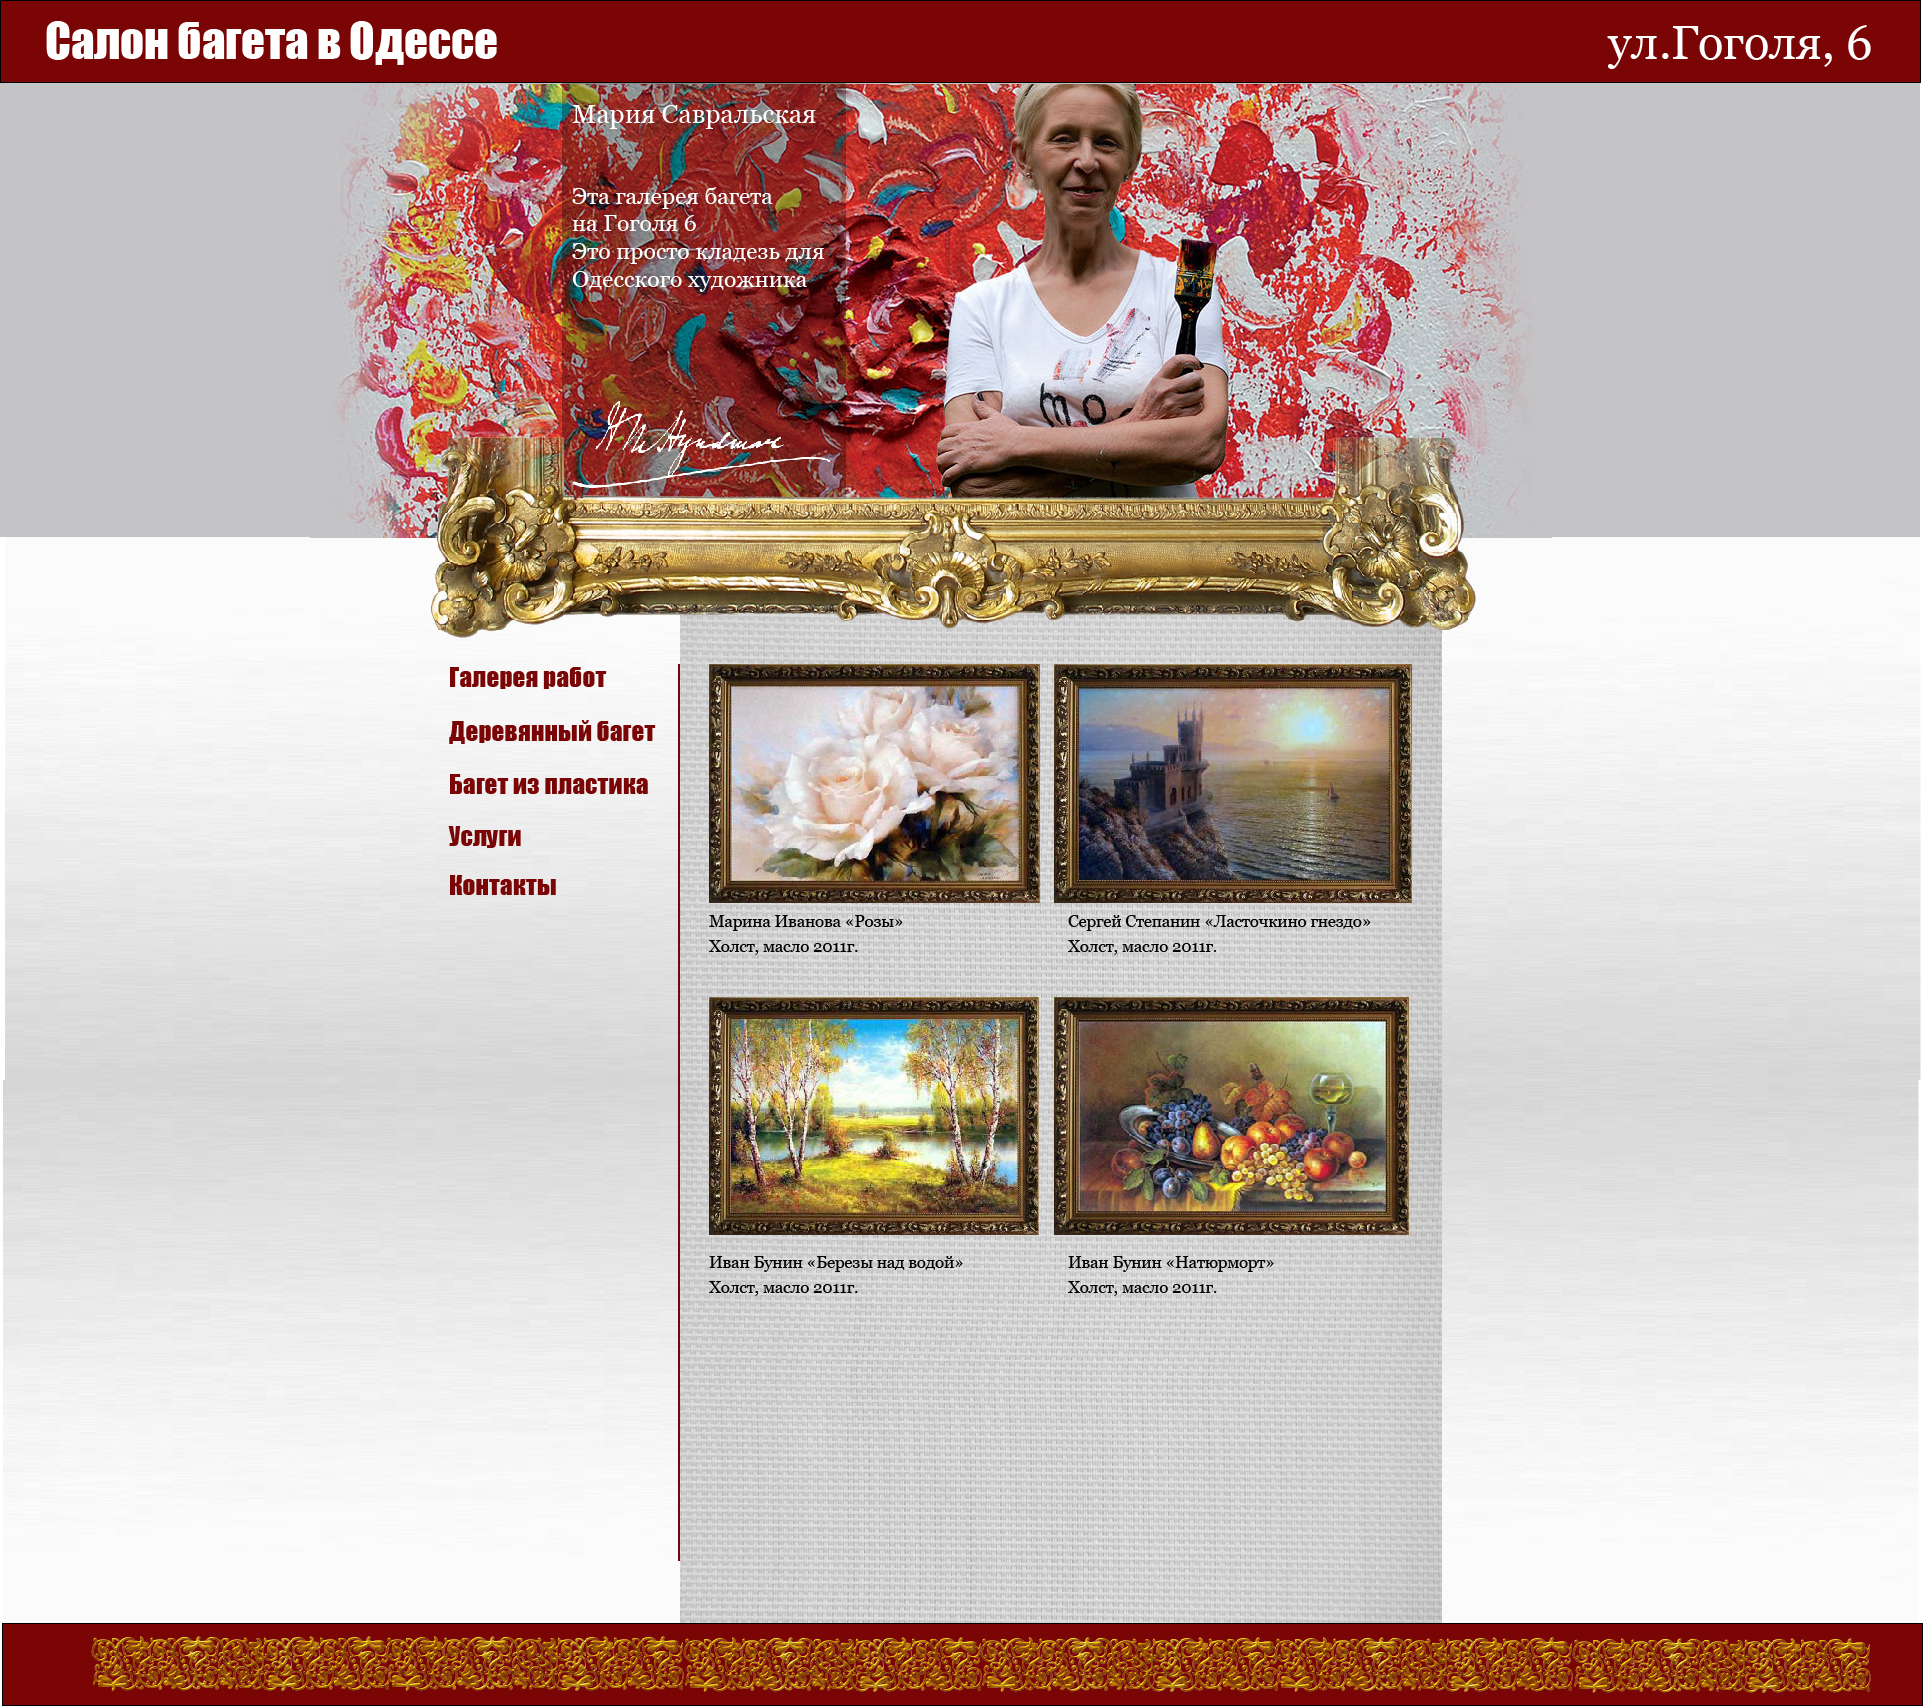 Салон багета в Одессе
ул.Гоголя, 6
Мария Савральская
Эта галерея багета
на Гоголя 6
Это просто кладезь для
Одесского художника
Галерея работ
Деревянный багет
Багет из пластика
Услуги
Контакты
Марина Иванова «Розы»
Холст, масло 2011г.
Сергей Степанин «Ласточкино гнездо»
Холст, масло 2011г.
Иван Бунин «Березы над водой»
Холст, масло 2011г.
Иван Бунин «Натюрморт»
Холст, масло 2011г.